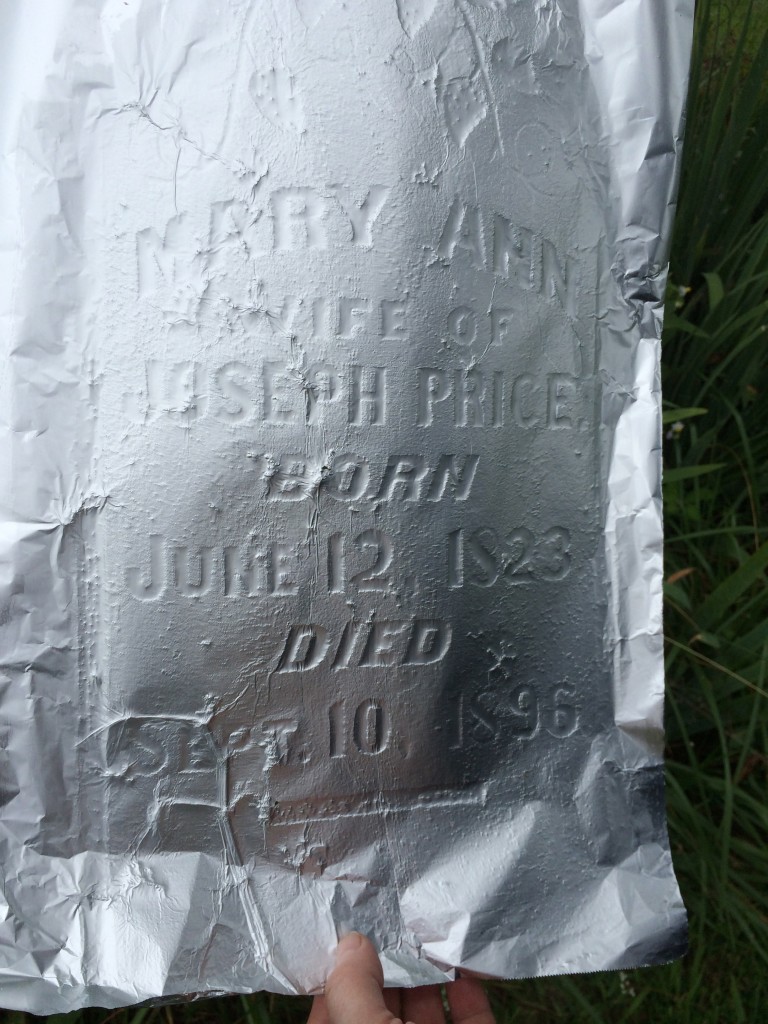 MARY ANN
WIFE OF
JOSEPH PRICE.
BORN
JUNE 12, 1823
DIED
SEPT. 10, 1896